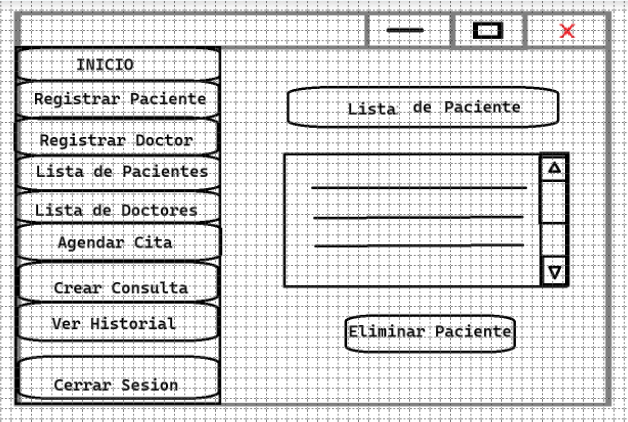 INICIO
Registrar Paciente
Registrar Doctor
Lista de Pacientes
Lista de Doctores
Agendar Cita
Crear Consulta
Ver Historial
Cerrar Sesion
Lista de Paciente
Eliminar Paciente